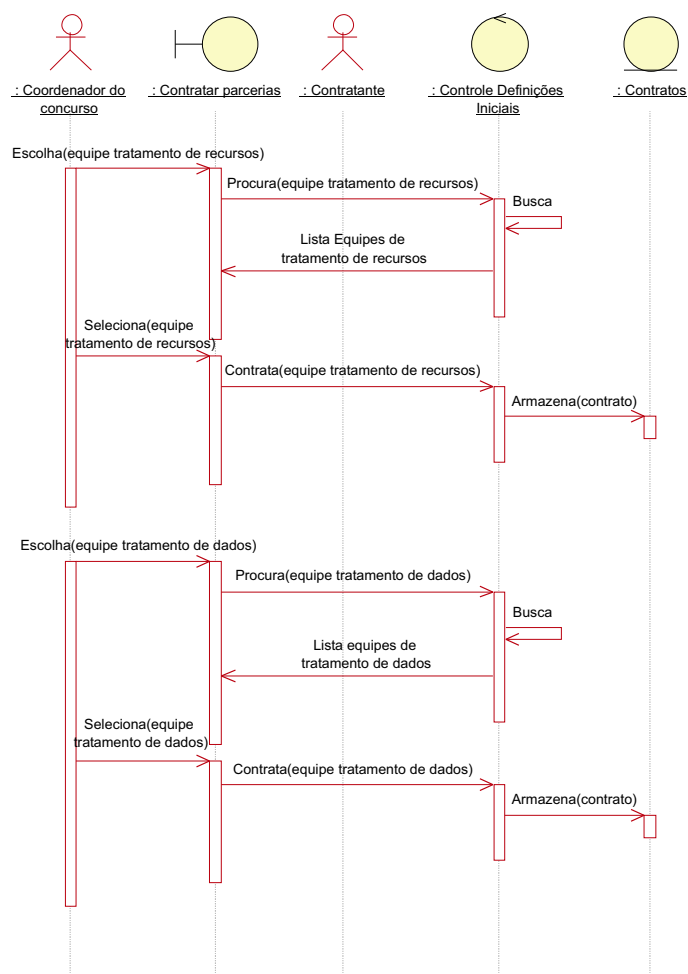 : Coordenador do
concurso
: Contratar parcerias
: Contratante
: Controle Definições
Iniciais
: Contratos
Escolha(equipe tratamento de recursos)
Procura(equipe tratamento de recursos)
Busca
Lista Equipes de
tratamento de recursos
Seleciona(equipe
tratamento de recursos)
Contrata(equipe tratamento de recursos)
Armazena(contrato)
Escolha(equipe tratamento de dados)
Procura(equipe tratamento de dados)
Busca
Lista equipes de
tratamento de dados
Seleciona(equipe
tratamento de dados)
Contrata(equipe tratamento de dados)
Armazena(contrato)